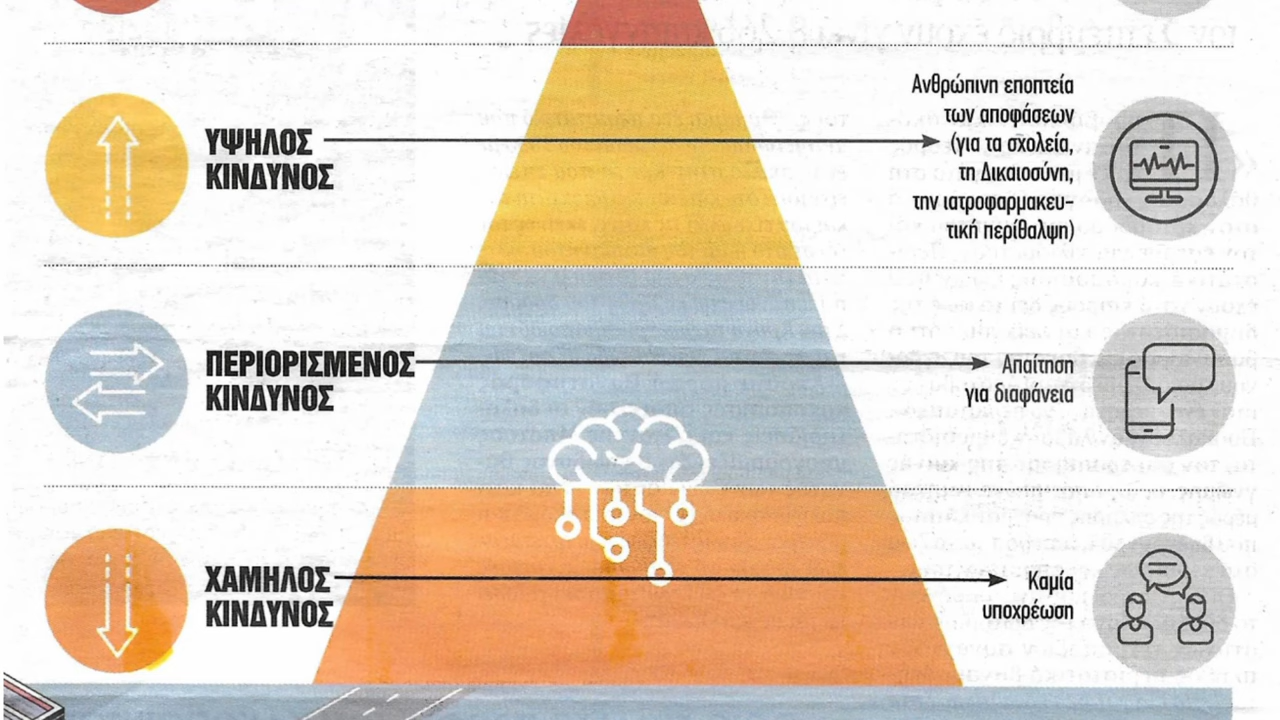 ΥΨΗΛΟΣ
ΚΙΝΔΥΝΟΣ
Ανθρώπινη εποπτεία
των αποφάσεων
(για τα σχολεία,
τη Δικαιοσύνη,
την ιατροφαρμακευ-
τική περίθαλψη)
ΠΕΡΙΟΡΙΣΜΕΝΟΣ
ΚΙΝΔΥΝΟΣ
Απαίτηση
για διαφάνεια
ΧΑΜΗΛΟΣ
ΚΙΝΔΥΝΟΣ
Καμία
υποχρέωση